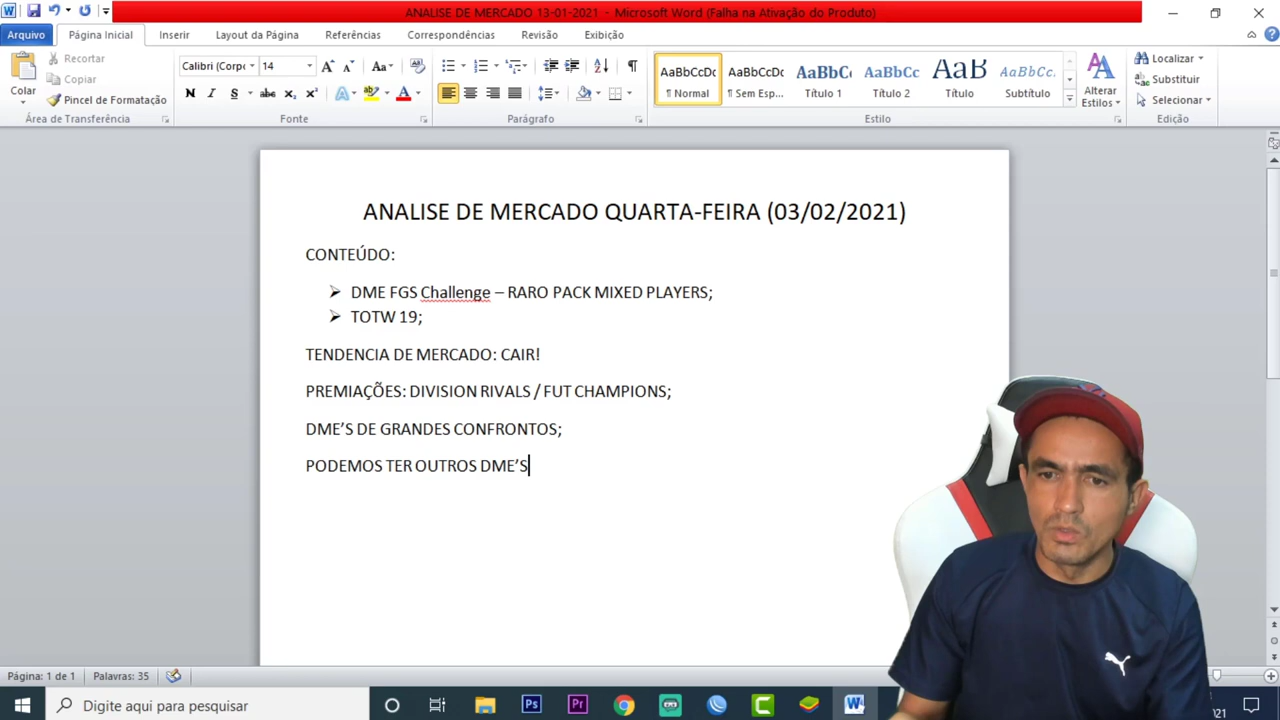 ANALISE DE MERCADO 13-01-2021 - Microsoft Word (Falha na Ativação do Produto)
Arquivo Página Inicial Inserir Layout da Página Referências Correspondências Revisão Exibição
Colar
Recortar
Copiar
Pincel de Formatação
Área de Transferência
Calibri (Corpo 14
Fonte
Parágrafo
AaBbCcDc AaBbCcDc AaBbC AaBbCc AaB AaBbCc.
¶ Normal ¶ Sem Esp... Título 1 Título 2 Título Subtítulo
Alterar Estilos
Estilo
Localizar
Substituir
Selecionar
Edição
ANALISE DE MERCADO QUARTA-FEIRA (03/02/2021)
CONTEÚDO:
➢ DME FGS Challenge – RARO PACK MIXED PLAYERS;
➢ TOTW 19;
TENDENCIA DE MERCADO: CAIR!
PREMIAÇÕES: DIVISION RIVALS / FUT CHAMPIONS;
DME’S DE GRANDES CONFRONTOS;
PODEMOS TER OUTROS DME’S
Página: 1 de 1 Palavras: 35
Digite aqui para pesquisar